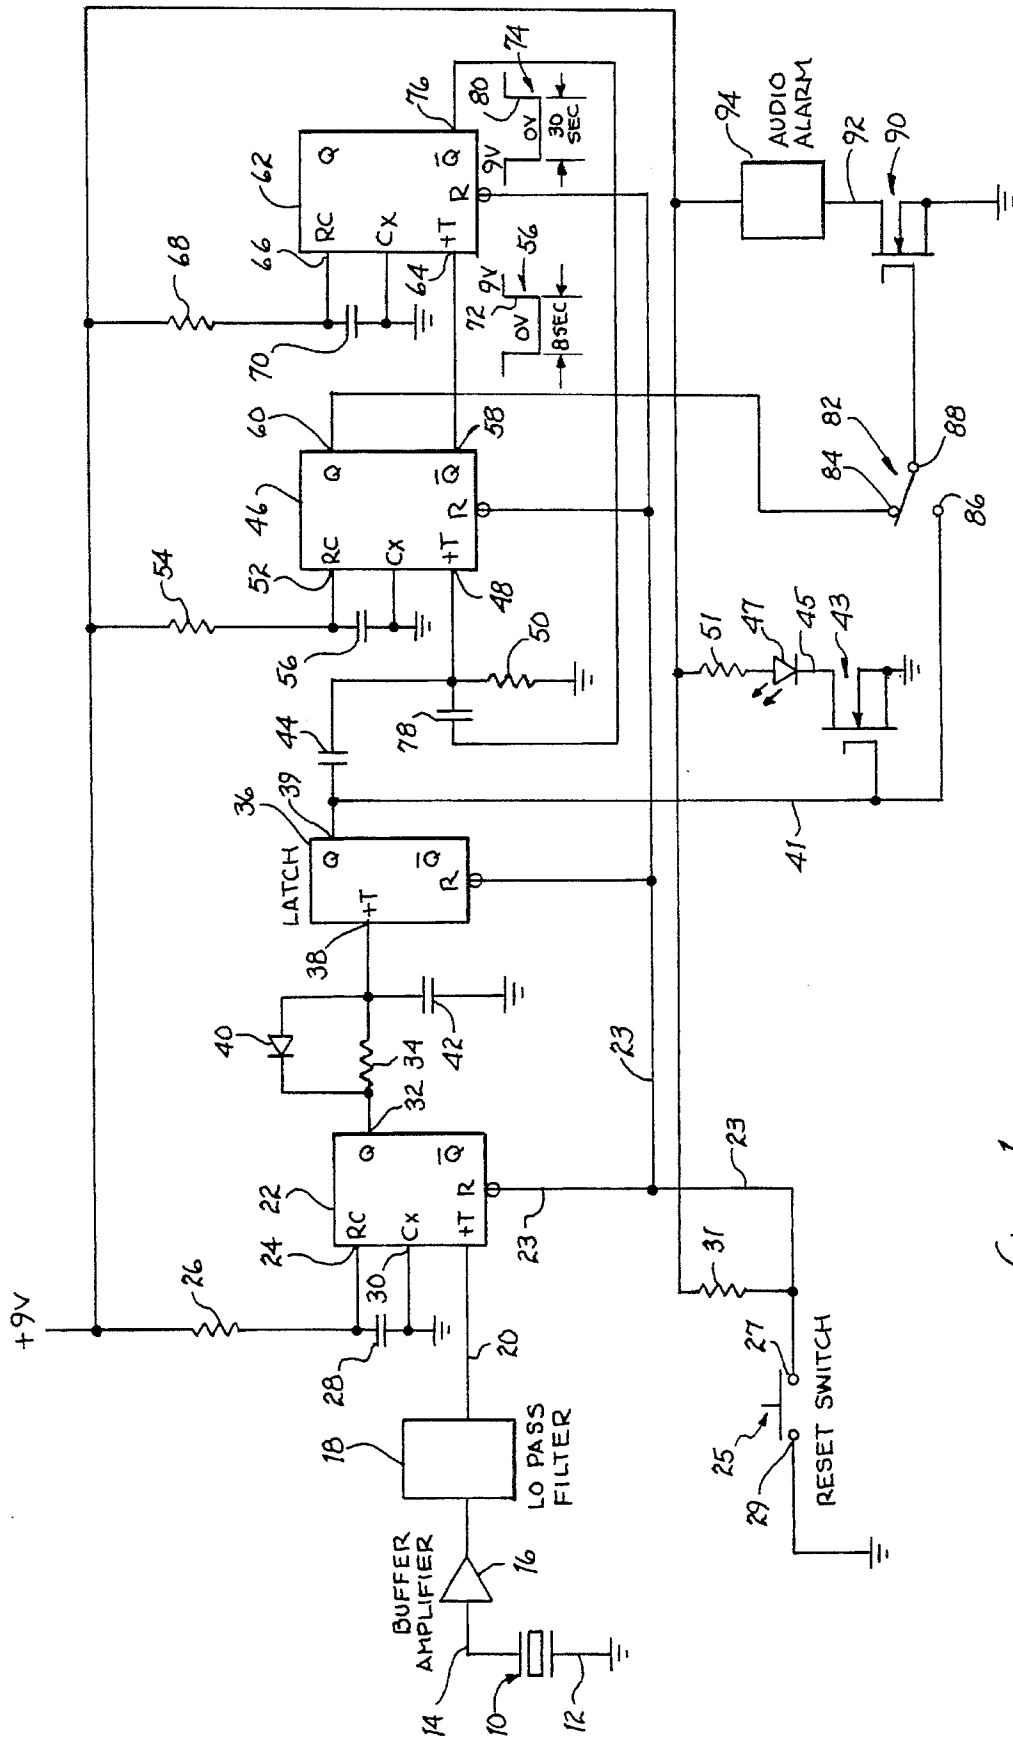 +9V
26
24
22
RC
Q
28
30
CX
+T
R
Q̅
32
34
40
42
38
LATCH
36
39
Q
+T
Q̅
R
44
54
52
46
60
RC
Q
56
CX
+T
Q̅
R
48
58
50
78
68
66
62
RC
Q
70
CX
+T
Q̅
R
64
76
72
9V
0V
56
8 SEC
9V
0V
80
74
30
SEC
BUFFER
AMPLIFIER
14
10
12
16
18
LO PASS
FILTER
20
23
23
23
31
25
27
29
RESET SWITCH
41
51
47
45
43
84
82
86
88
94
AUDIO
ALARM
92
90